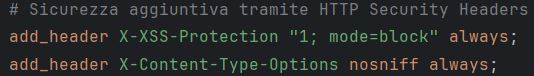 # Sicurezza aggiuntiva tramite HTTP Security Headers
add_header X-XSS-Protection "1; mode=block" always;
add_header X-Content-Type-Options nosniff always;